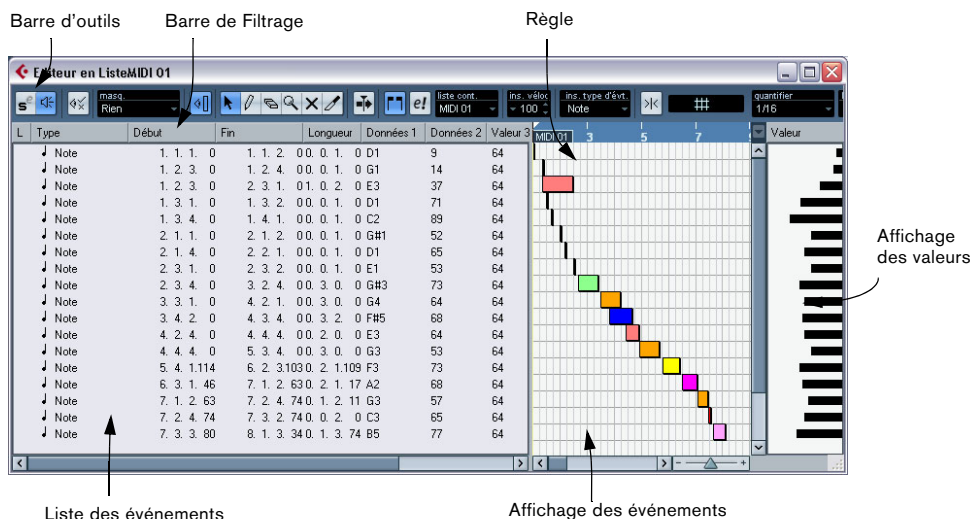 Barre d'outils Barre de Filtrage Règle
Editeur en Liste MIDI 01
masq. liste cont. ins. véloc ins. type d'évt. quantifier
Rien MIDI 01 100 Note 1/16
L Type Début Fin Longueur Données 1 Données 2 Valeur 3 MIDI 01 3 5 7 Valeur
Note 1. 1. 1. 0 1. 1. 2. 0 0. 0. 1. 0 D1 9 64
Note 1. 2. 3. 0 1. 2. 4. 0 0. 0. 1. 0 G1 14 64
Note 1. 2. 3. 0 2. 3. 1. 0 1. 0. 2. 0 E3 37 64
Note 1. 3. 1. 0 1. 3. 2. 0 0. 0. 1. 0 D1 71 64
Note 1. 3. 4. 0 1. 4. 1. 0 0. 0. 1. 0 C2 89 64
Note 2. 1. 1. 0 2. 1. 2. 0 0. 0. 1. 0 G#1 52 64
Note 2. 1. 4. 0 2. 2. 1. 0 0. 0. 1. 0 D1 65 64
Note 2. 3. 1. 0 2. 3. 2. 0 0. 0. 1. 0 E1 53 64
Note 2. 3. 4. 0 3. 2. 4. 0 0. 3. 0. 0 G#3 73 64
Note 3. 3. 1. 0 4. 2. 1. 0 0. 3. 0. 0 G4 64 64
Note 3. 4. 2. 0 4. 3. 4. 0 0. 3. 2. 0 F#5 68 64
Note 4. 2. 4. 0 4. 4. 4. 0 0. 2. 0. 0 E3 64 64
Note 4. 4. 4. 0 5. 3. 4. 0 0. 3. 0. 0 G3 53 64
Note 5. 4. 1.114 6. 2. 3.103 0. 2. 1.109 F3 73 64
Note 6. 3. 1. 46 7. 1. 2. 63 0. 2. 1. 17 A2 68 64
Note 7. 1. 2. 63 7. 2. 4. 74 0. 1. 2. 11 G3 57 64
Note 7. 2. 4. 74 7. 3. 2. 74 0. 0. 2. 0 C3 65 64
Note 7. 3. 3. 80 8. 1. 3. 34 0. 1. 3. 74 B5 77 64
Affichage
des valeurs
Liste des événements Affichage des événements